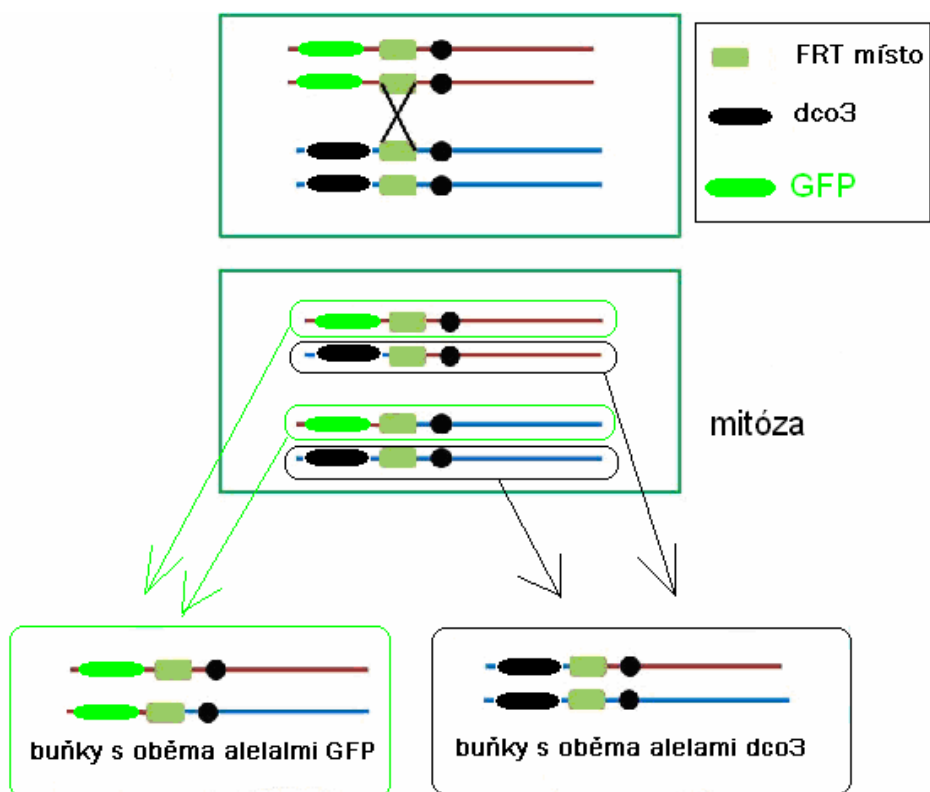 FRT místo
dco3
GFP
mitóza
buňky s oběma alelalmi GFP
buňky s oběma alelami dco3